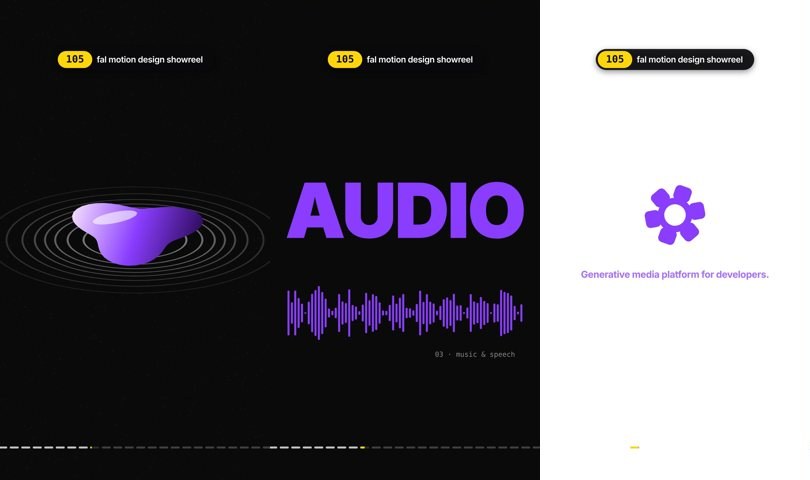 105 fal motion design showreel
105 fal motion design showreel
AUDIO
03 · music & speech
105 fal motion design showreel
Generative media platform for developers.